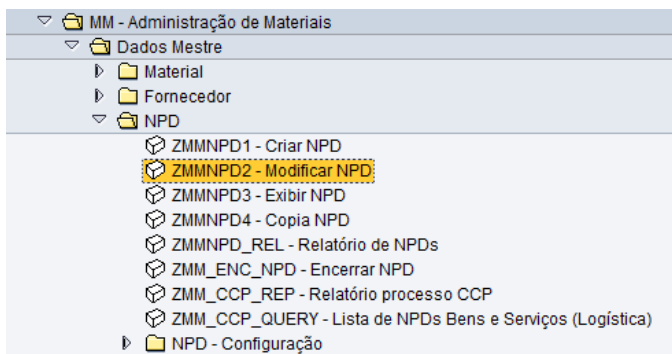 MM - Administração de Materiais
Dados Mestre
Material
Fornecedor
NPD
ZMMNPD1 - Criar NPD
ZMMNPD2 - Modificar NPD
ZMMNPD3 - Exibir NPD
ZMMNPD4 - Copia NPD
ZMMNPD_REL - Relatório de NPDs
ZMM_ENC_NPD - Encerrar NPD
ZMM_CCP_REP - Relatório processo CCP
ZMM_CCP_QUERY - Lista de NPDs Bens e Serviços (Logística)
NPD - Configuração